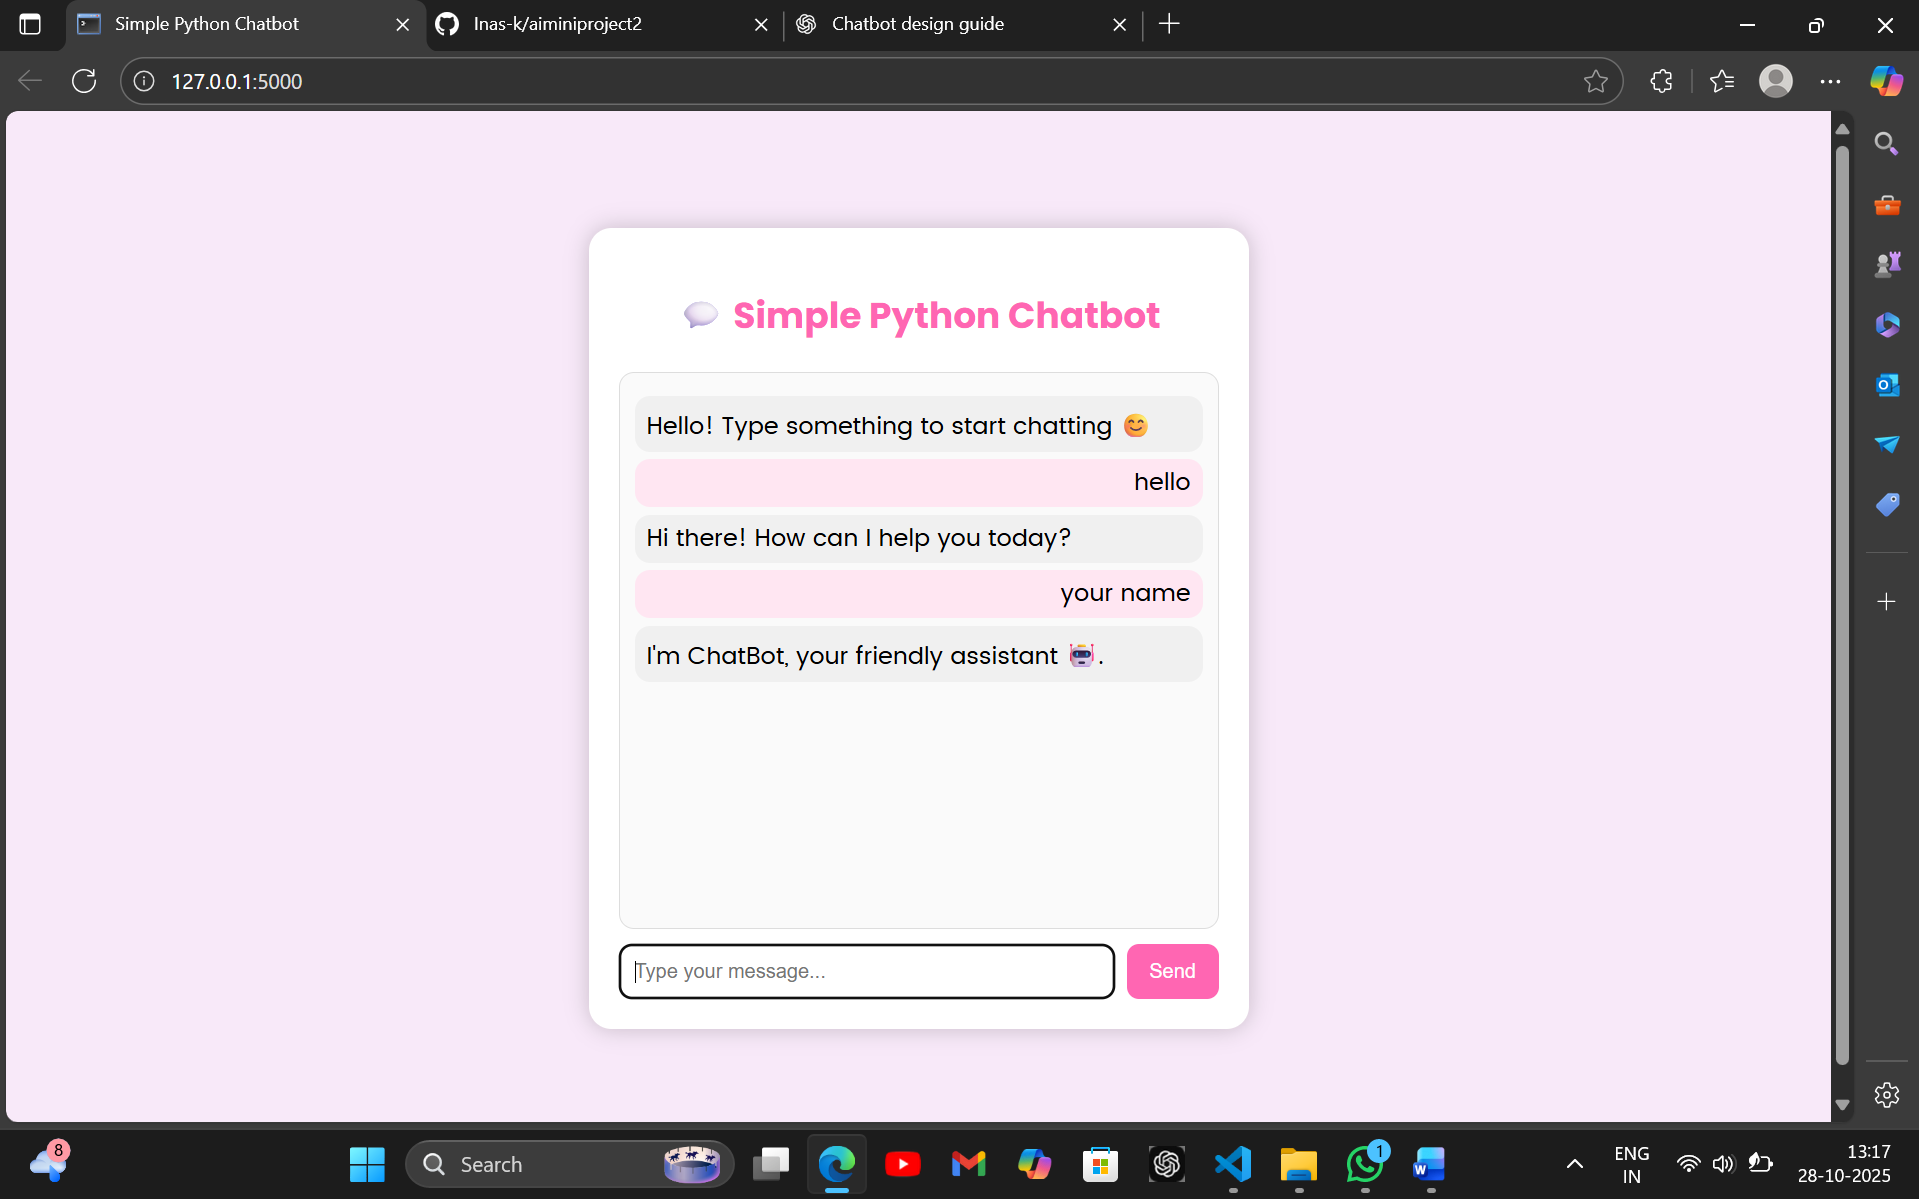 Simple Python Chatbot
Inas-k/aiminiproject2
Chatbot design guide
127.0.0.1:5000
Simple Python Chatbot
Hello! Type something to start chatting 😊
hello
Hi there! How can I help you today?
your name
I'm ChatBot, your friendly assistant 🤖.
Type your message...
Send
8
Search
1
ENG
IN
13:17
28-10-2025